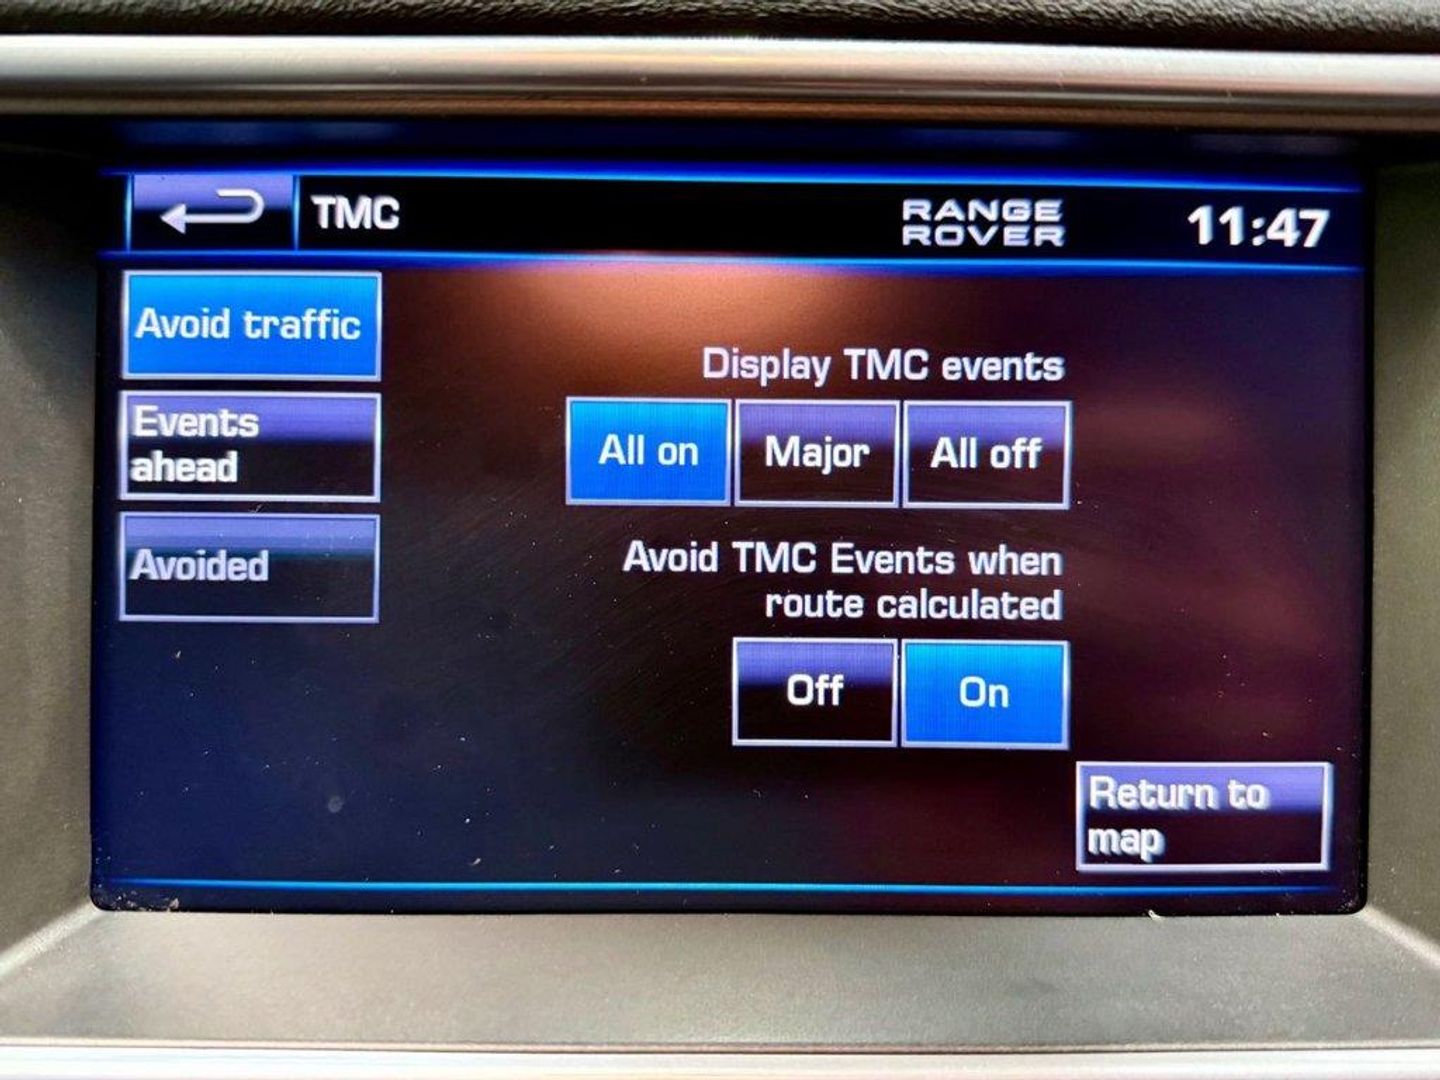 TMC
RANGE
ROVER
11:47
Avoid traffic
Display TMC events
Events
ahead
All on
Major
All off
Avoided
Avoid TMC Events when
route calculated
Off
On
Return to
map